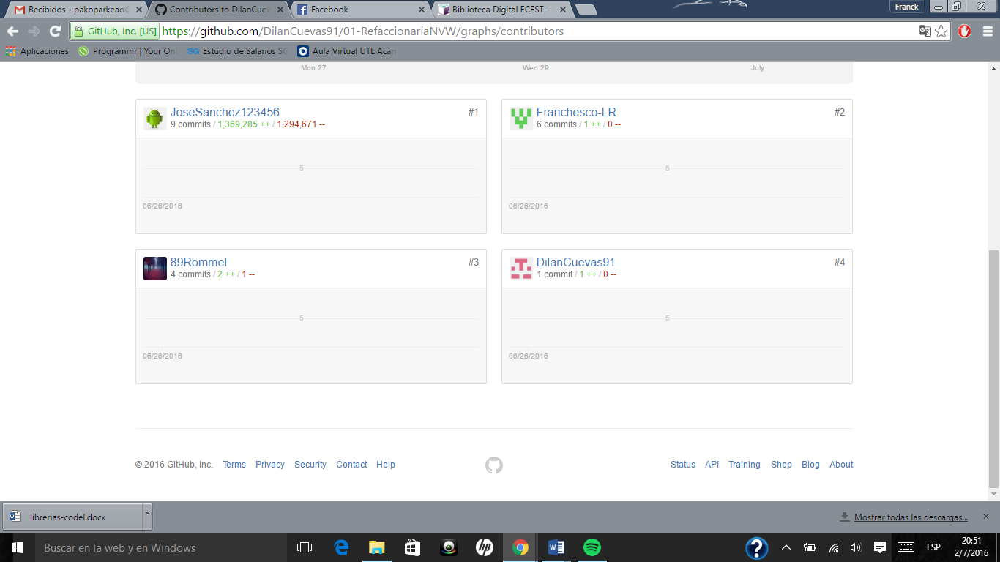 Recibidos - pakoparkeao@
Contributors to DilanCuev
Facebook
Biblioteca Digital ECEST -
Franck
GitHub, Inc. [US]
https://github.com/DilanCuevas91/01-RefaccionariaNVW/graphs/contributors
Aplicaciones
Programmr | Your Onl
SG Estudio de Salarios SG
Aula Virtual UTL Acám
Mon 27
Wed 29
July
JoseSanchez123456
#1
9 commits / 1,369,285 ++ / 1,294,671 --
5
06/26/2016
Franchesco-LR
#2
6 commits / 1 ++ / 0 --
5
06/26/2016
89Rommel
#3
4 commits / 2 ++ / 1 --
5
06/26/2016
DilanCuevas91
#4
1 commit / 1 ++ / 0 --
5
06/26/2016
© 2016 GitHub, Inc. Terms Privacy Security Contact Help
Status API Training Shop Blog About
librerias-codel.docx
Mostrar todas las descargas...
Buscar en la web y en Windows
hp
ESP
20:51
2/7/2016